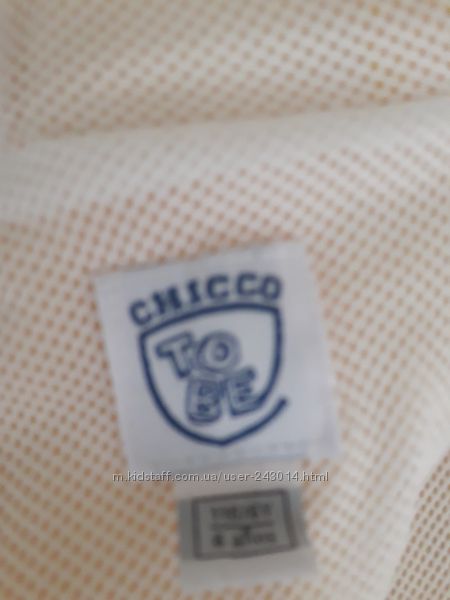 CHICCO
TO
BE
m.kidstaff.com.ua/user-243014.html